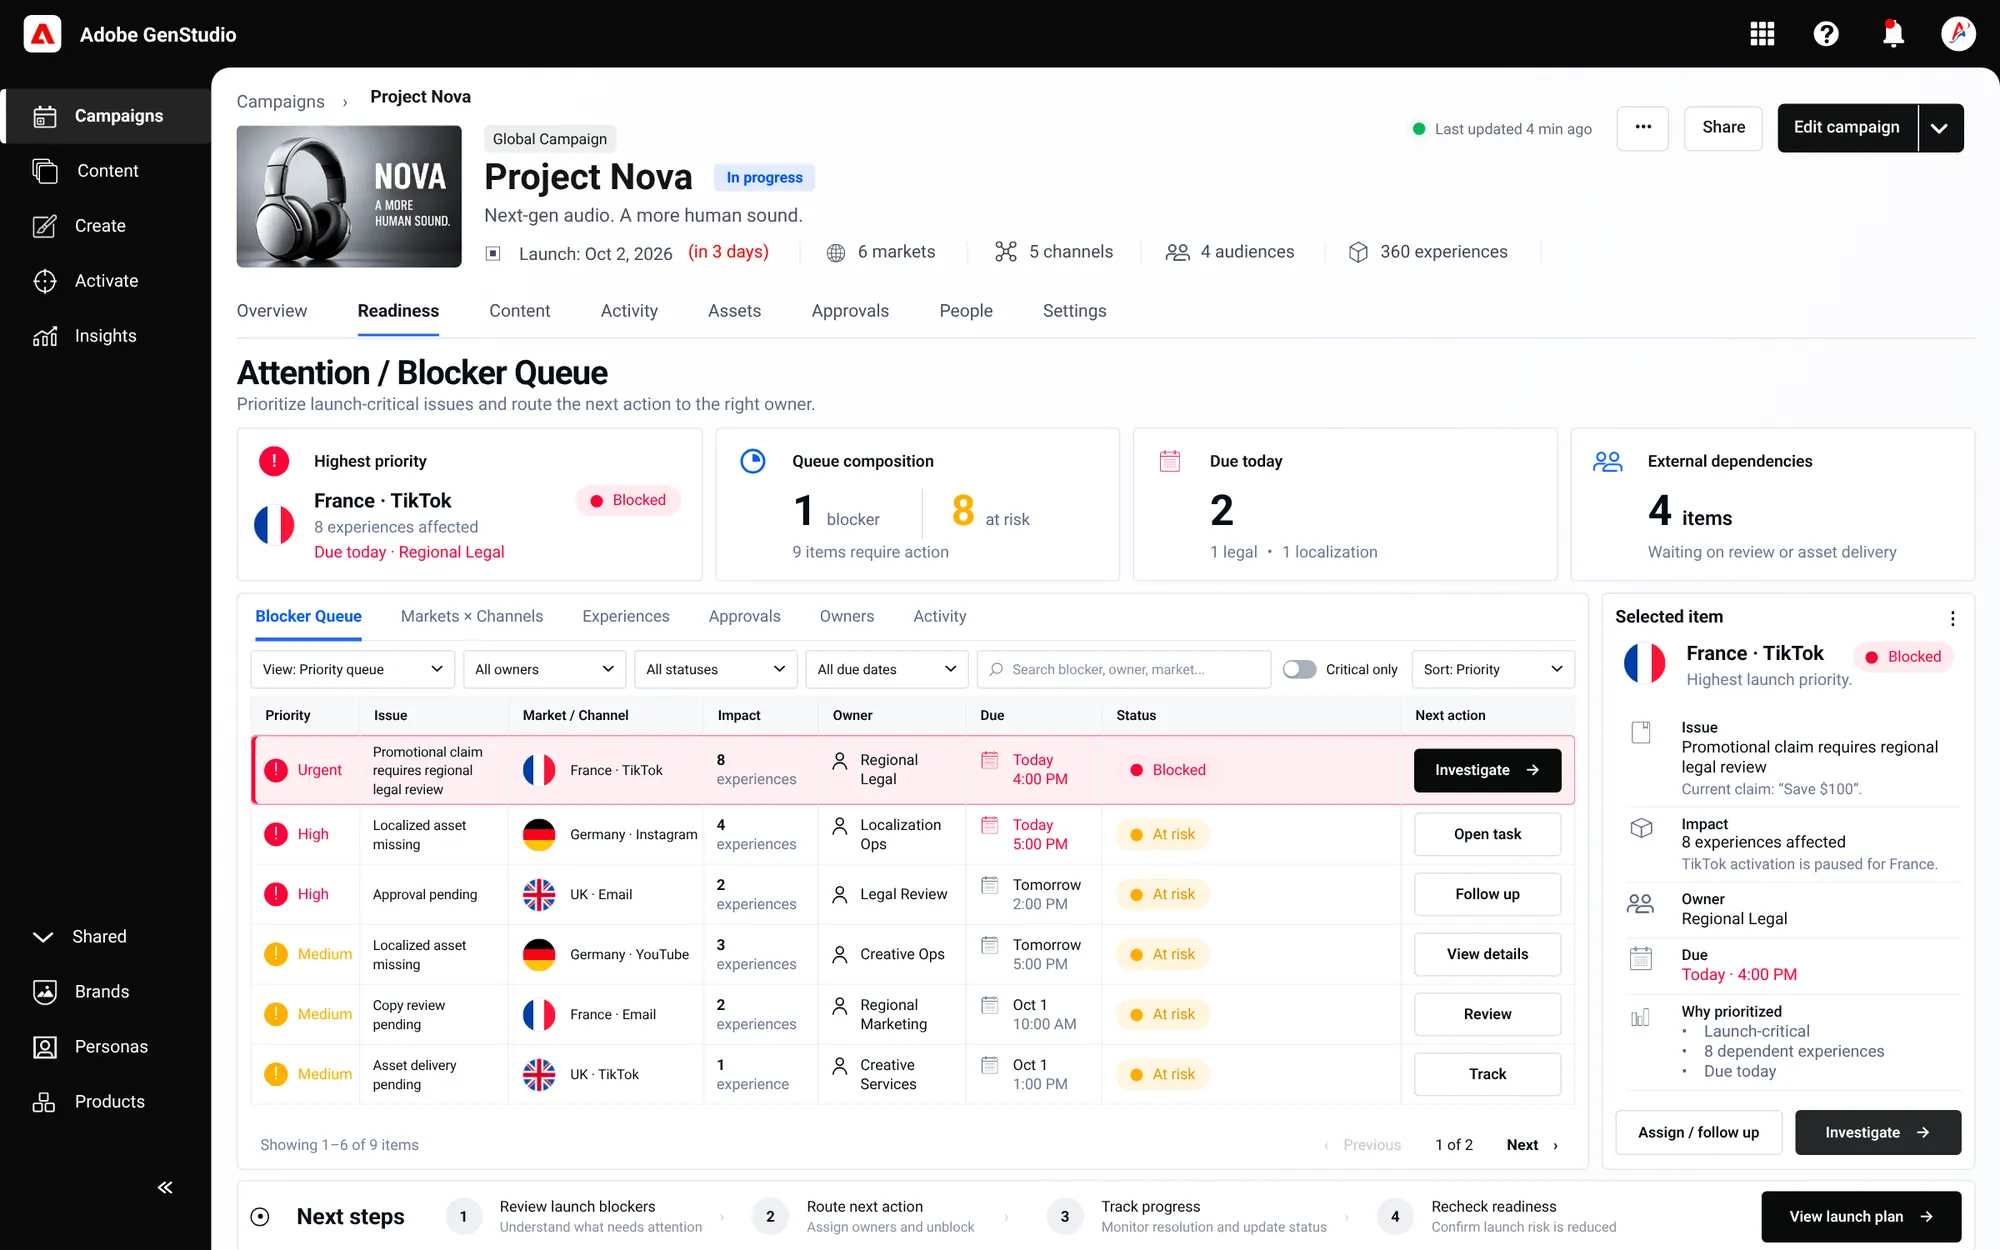 Adobe GenStudio
Campaigns
Content
Create
Activate
Insights
Shared
Brands
Personas
Products
Campaigns › Project Nova
NOVA
A MORE
HUMAN SOUND.
Global Campaign
Project Nova
In progress
Next-gen audio. A more human sound.
Launch: Oct 2, 2026 (in 3 days)
6 markets
5 channels
4 audiences
360 experiences
Last updated 4 min ago
Share
Edit campaign
Overview
Readiness
Content
Activity
Assets
Approvals
People
Settings
Attention / Blocker Queue
Prioritize launch-critical issues and route the next action to the right owner.
Highest priority
France · TikTok
Blocked
8 experiences affected
Due today · Regional Legal
Queue composition
1 blocker
8 at risk
9 items require action
Due today
2
1 legal • 1 localization
External dependencies
4 items
Waiting on review or asset delivery
Blocker Queue
Markets × Channels
Experiences
Approvals
Owners
Activity
View: Priority queue
All owners
All statuses
All due dates
Search blocker, owner, market...
Critical only
Sort: Priority
Priority
Issue
Market / Channel
Impact
Owner
Due
Status
Next action
Urgent
Promotional claim
requires regional
legal review
France · TikTok
8
experiences
Regional
Legal
Today
4:00 PM
Blocked
Investigate →
High
Localized asset
missing
Germany · Instagram
4
experiences
Localization
Ops
Today
5:00 PM
At risk
Open task
High
Approval pending
UK · Email
2
experiences
Legal Review
Tomorrow
2:00 PM
At risk
Follow up
Medium
Localized asset
missing
Germany · YouTube
3
experiences
Creative Ops
Tomorrow
5:00 PM
At risk
View details
Medium
Copy review
pending
France · Email
2
experiences
Regional
Marketing
Oct 1
10:00 AM
At risk
Review
Medium
Asset delivery
pending
UK · TikTok
1
experience
Creative
Services
Oct 1
1:00 PM
At risk
Track
Showing 1–6 of 9 items
‹ Previous
1 of 2
Next ›
Selected item
France · TikTok
Blocked
Highest launch priority.
Issue
Promotional claim requires regional
legal review
Current claim: “Save $100”.
Impact
8 experiences affected
TikTok activation is paused for France.
Owner
Regional Legal
Due
Today · 4:00 PM
Why prioritized
• Launch-critical
• 8 dependent experiences
• Due today
Assign / follow up
Investigate →
Next steps
1
Review launch blockers
Understand what needs attention
2
Route next action
Assign owners and unblock
3
Track progress
Monitor resolution and update status
4
Recheck readiness
Confirm launch risk is reduced
View launch plan →